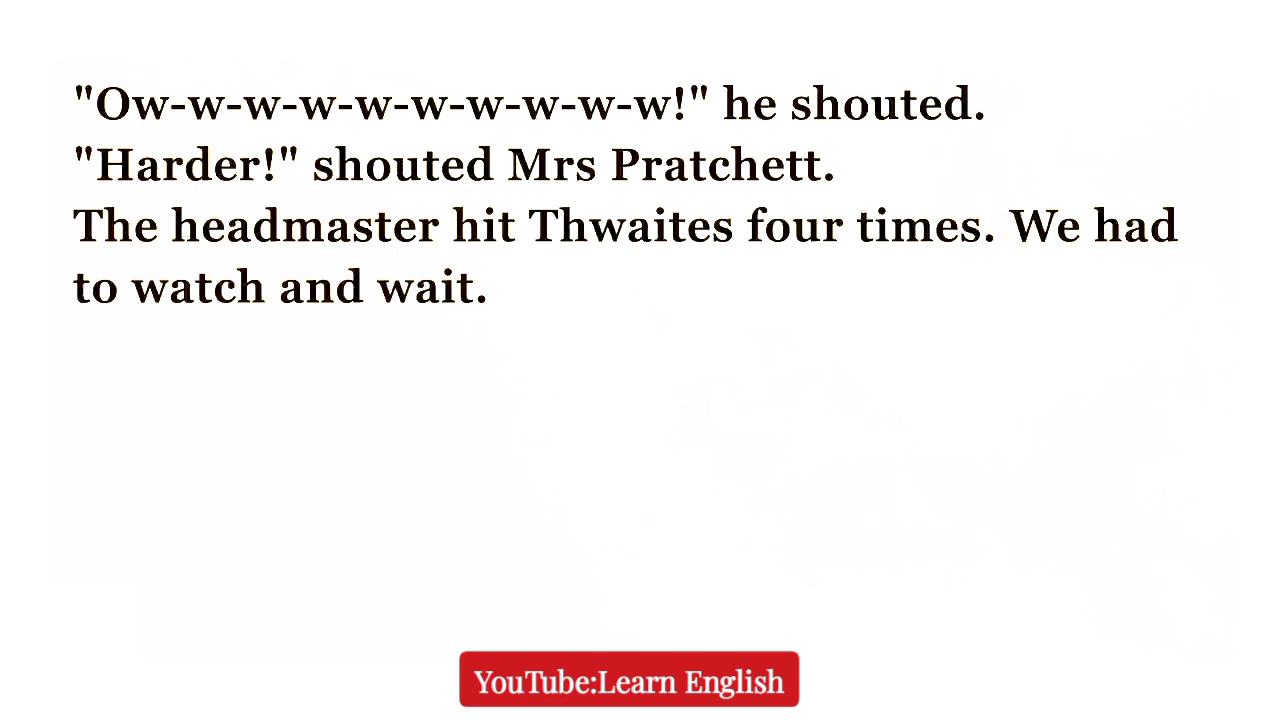 "Ow-w-w-w-w-w-w-w-w-w!" he shouted.
"Harder!" shouted Mrs Pratchett.
The headmaster hit Thwaites four times. We had
to watch and wait.
YouTube:Learn English